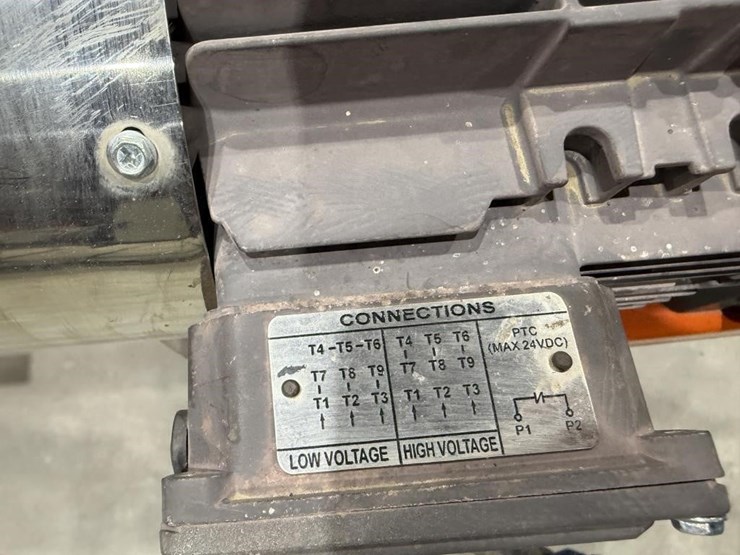 CONNECTIONS
T4-T5-T6
T7 T8 T9
T1 T2 T3
LOW VOLTAGE
T4 T5 T6
T7 T8 T9
T1 T2 T3
HIGH VOLTAGE
PTC
(MAX 24VDC)
P1 P2